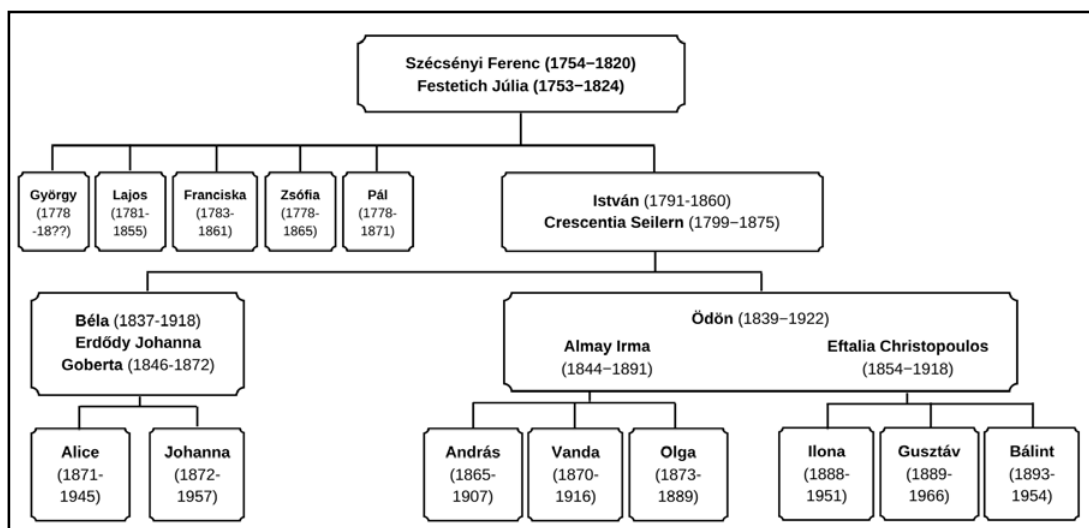 Szécsényi Ferenc (1754−1820)
Festetich Júlia (1753−1824)
György
(1778
-18??)
Lajos
(1781-
1855)
Franciska
(1783-
1861)
Zsófia
(1778-
1865)
Pál
(1778-
1871)
István (1791-1860)
Crescentia Seilern (1799−1875)
Béla (1837-1918)
Erdődy Johanna
Goberta (1846-1872)
Ödön (1839−1922)
Almay Irma
(1844−1891)
Eftalia Christopoulos
(1854−1918)
Alice
(1871-
1945)
Johanna
(1872-
1957)
András
(1865-
1907)
Vanda
(1870-
1916)
Olga
(1873-
1889)
Ilona
(1888-
1951)
Gusztáv
(1889-
1966)
Bálint
(1893-
1954)